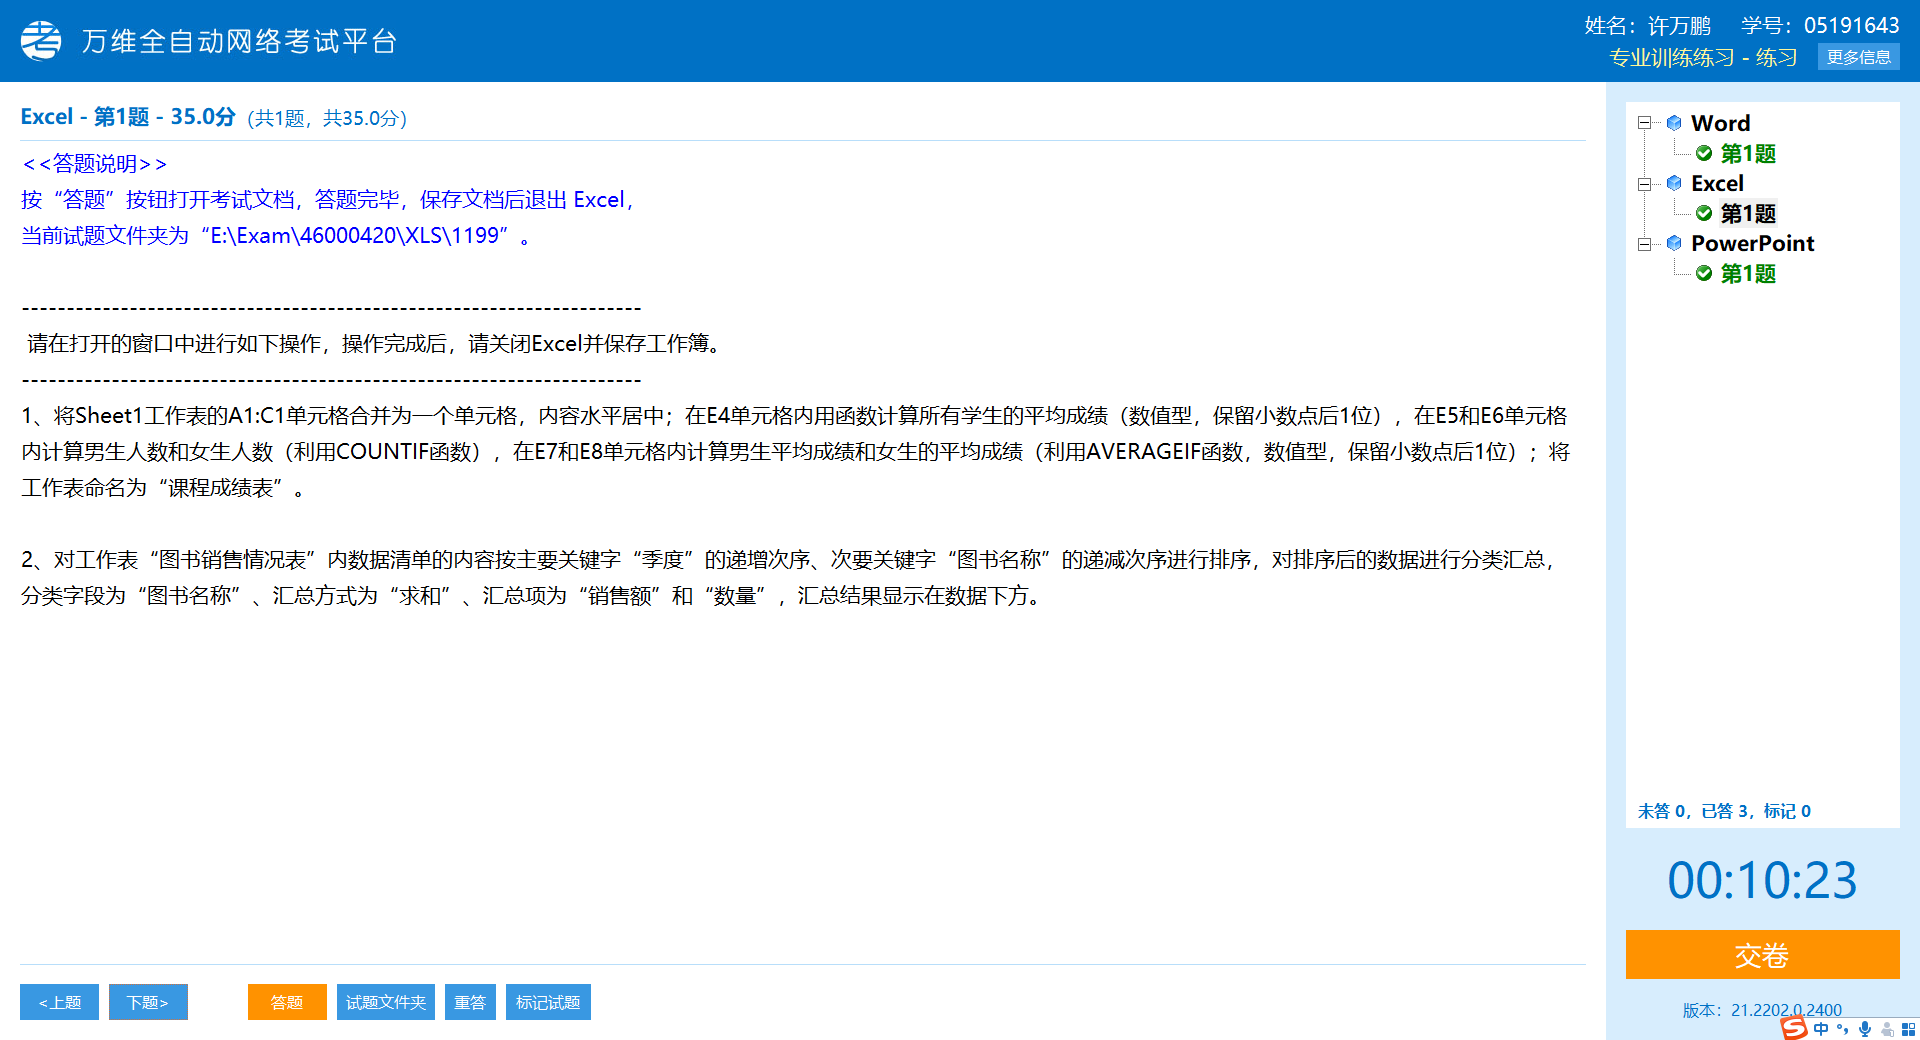 万维全自动网络考试平台
姓名：许万鹏 学号：05191643
专业训练练习 - 练习 更多信息
Excel - 第1题 - 35.0分 (共1题，共35.0分)
<<答题说明>>
按“答题”按钮打开考试文档，答题完毕，保存文档后退出 Excel，
当前试题文件夹为“E:\Exam\46000420\XLS\1199”。
----------------------------------------------------------------------
请在打开的窗口中进行如下操作，操作完成后，请关闭Excel并保存工作簿。
----------------------------------------------------------------------
1、将Sheet1工作表的A1:C1单元格合并为一个单元格，内容水平居中；在E4单元格内用函数计算所有学生的平均成绩（数值型，保留小数点后1位），在E5和E6单元格
内计算男生人数和女生人数（利用COUNTIF函数），在E7和E8单元格内计算男生平均成绩和女生的平均成绩（利用AVERAGEIF函数，数值型，保留小数点后1位）；将
工作表命名为“课程成绩表”。
2、对工作表“图书销售情况表”内数据清单的内容按主要关键字“季度”的递增次序、次要关键字“图书名称”的递减次序进行排序，对排序后的数据进行分类汇总，
分类字段为“图书名称”、汇总方式为“求和”、汇总项为“销售额”和“数量”，汇总结果显示在数据下方。
<上题 下题> 答题 试题文件夹 重答 标记试题
Word
第1题
Excel
第1题
PowerPoint
第1题
未答 0，已答 3，标记 0
00:10:23
交卷
版本：21.2202.0.2400
中